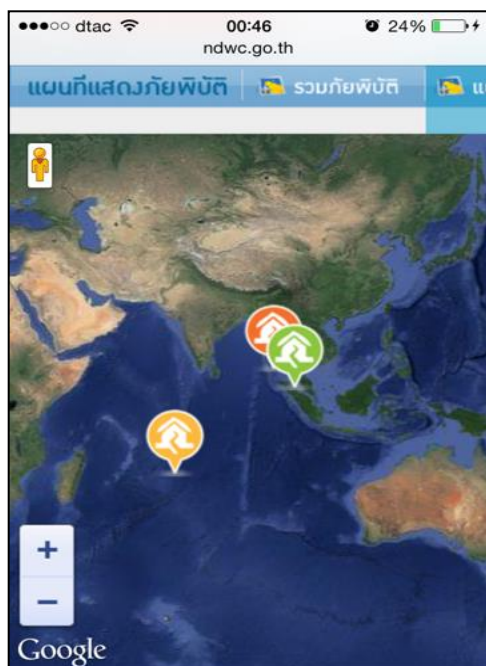 dtac 00:46 24%
ndwc.go.th
แผนที่แสดงภัยพิบัติ รวมภัยพิบัติ
+
−
Google